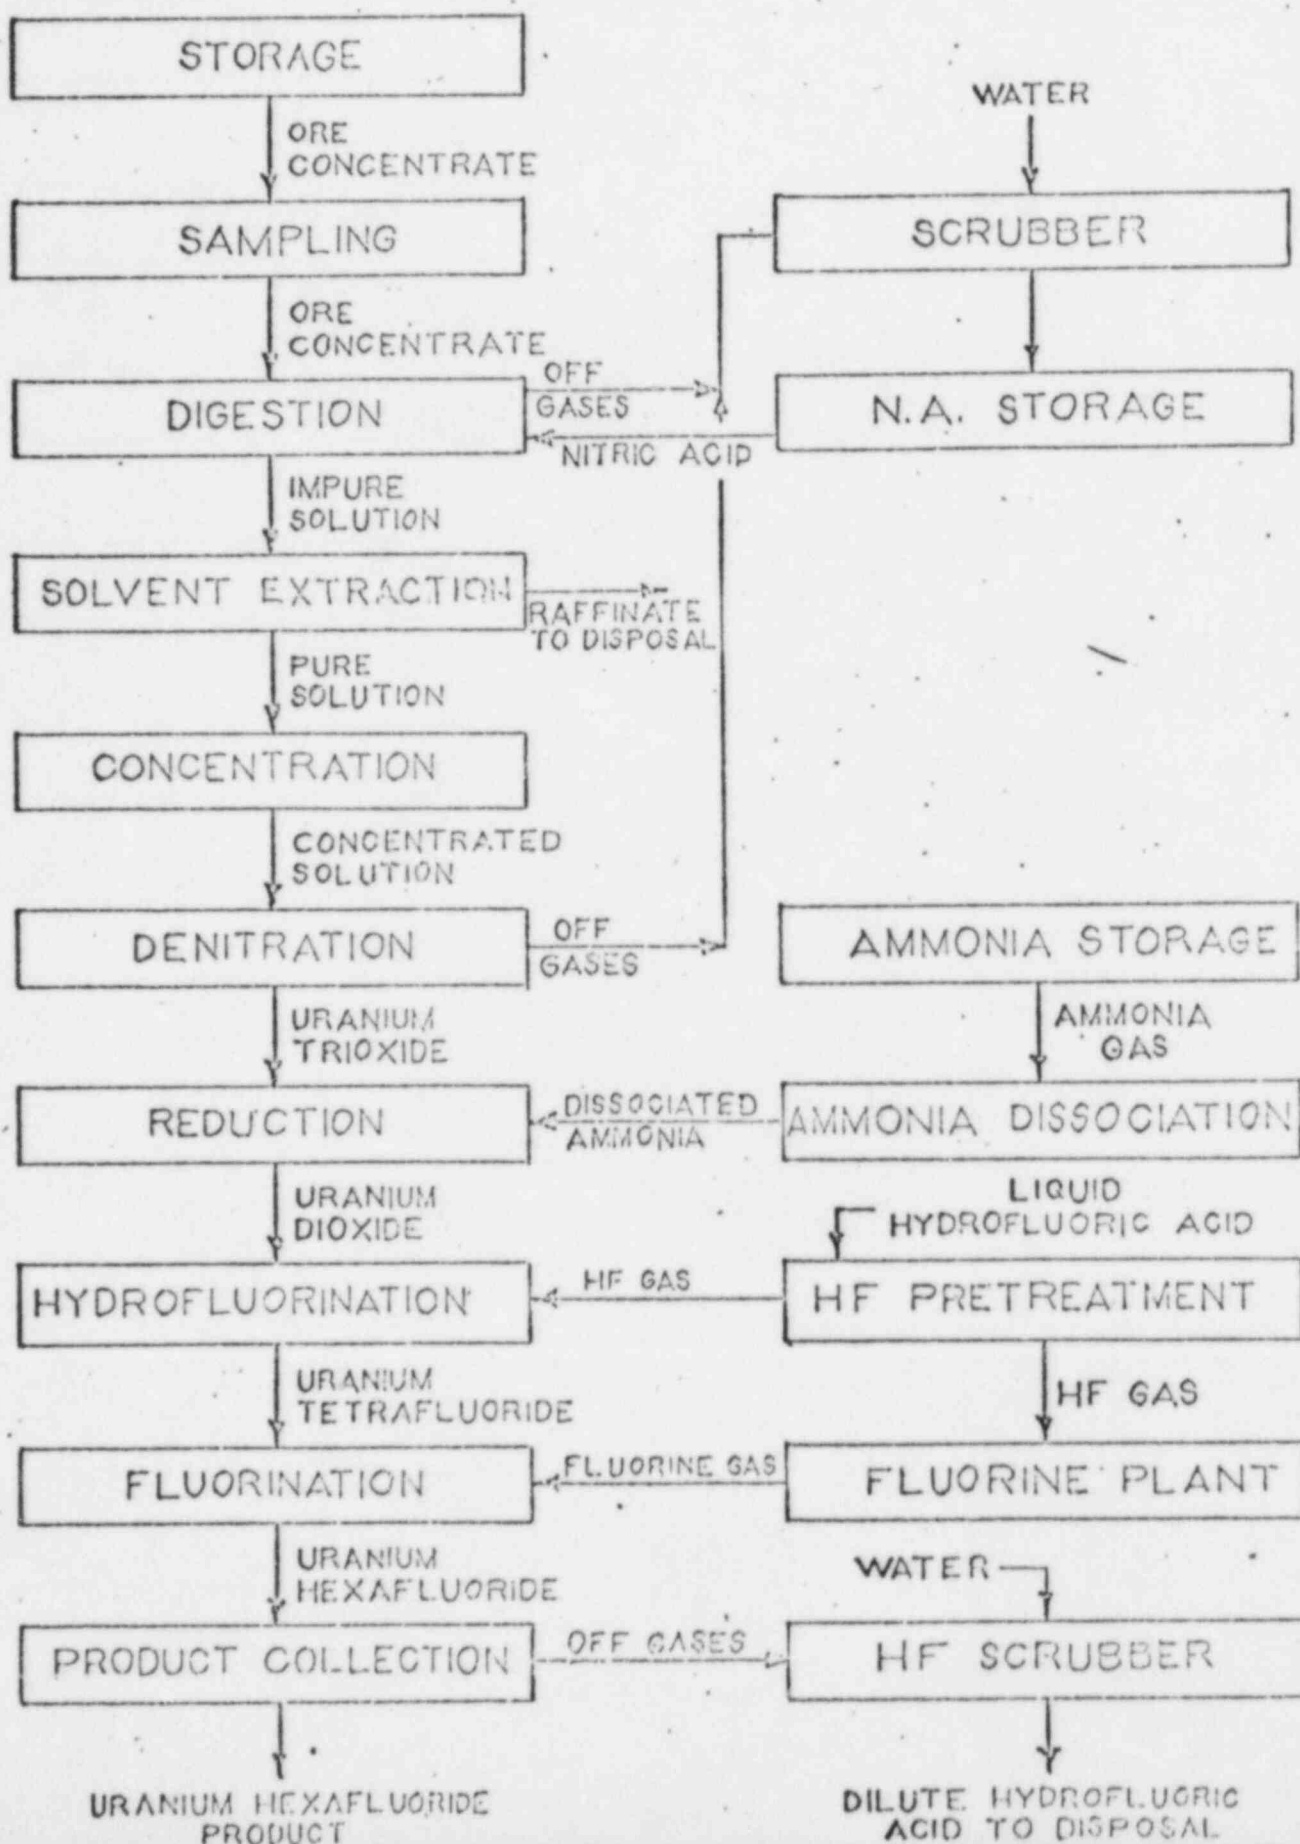 STORAGE
ORE
CONCENTRATE
SAMPLING
ORE
CONCENTRATE
DIGESTION
OFF
GASES
NITRIC ACID
WATER
SCRUBBER
N.A. STORAGE
IMPURE
SOLUTION
SOLVENT EXTRACTION
RAFFINATE
TO DISPOSAL
PURE
SOLUTION
CONCENTRATION
CONCENTRATED
SOLUTION
DENITRATION
OFF
GASES
AMMONIA STORAGE
AMMONIA
GAS
URANIUM
TRIOXIDE
REDUCTION
DISSOCIATED
AMMONIA
AMMONIA DISSOCIATION
URANIUM
DIOXIDE
LIQUID
HYDROFLUORIC ACID
HYDROFLUORINATION
HF GAS
HF PRETREATMENT
URANIUM
TETRAFLUORIDE
HF GAS
FLUORINATION
FLUORINE GAS
FLUORINE PLANT
URANIUM
HEXAFLUORIDE
WATER
PRODUCT COLLECTION
OFF GASES
HF SCRUBBER
URANIUM HEXAFLUORIDE
PRODUCT
DILUTE HYDROFLUORIC
ACID TO DISPOSAL